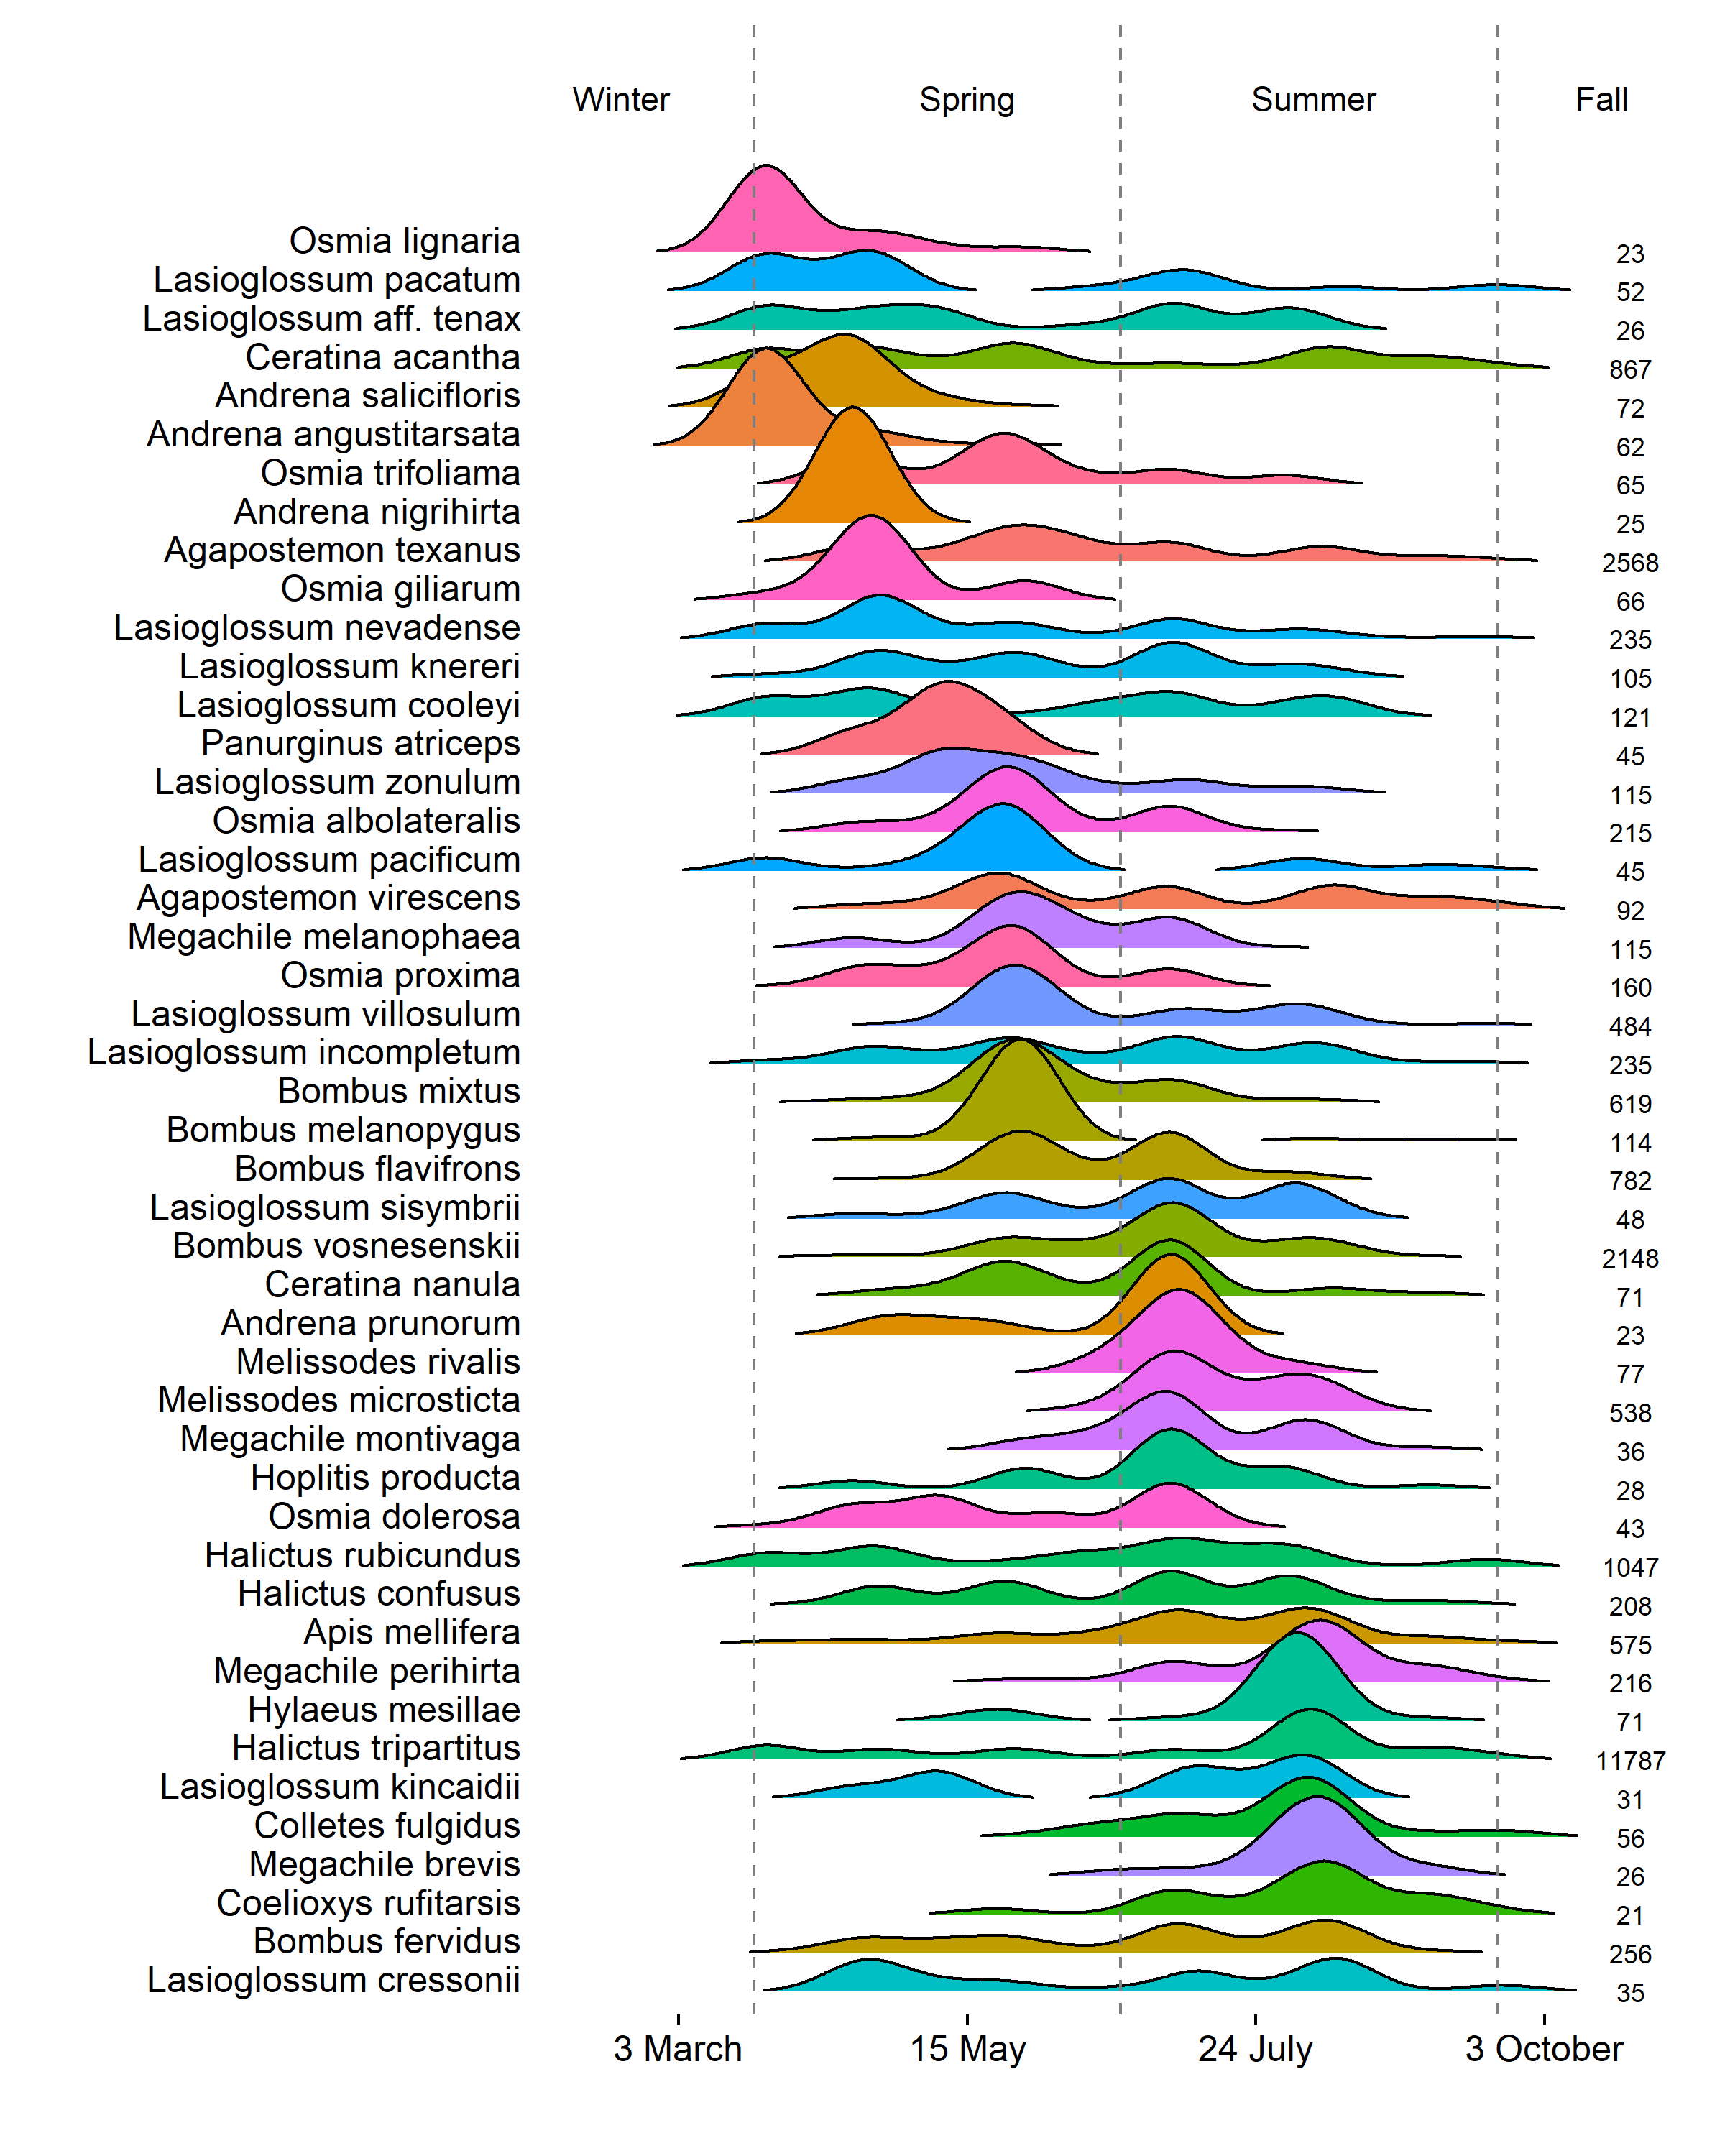 Winter Spring Summer Fall
Osmia lignaria 23
Lasioglossum pacatum 52
Lasioglossum aff. tenax 26
Ceratina acantha 867
Andrena salicifloris 72
Andrena angustitarsata 62
Osmia trifoliama 65
Andrena nigrihirta 25
Agapostemon texanus 2568
Osmia giliarum 66
Lasioglossum nevadense 235
Lasioglossum knereri 105
Lasioglossum cooleyi 121
Panurginus atriceps 45
Lasioglossum zonulum 115
Osmia albolateralis 215
Lasioglossum pacificum 45
Agapostemon virescens 92
Megachile melanophaea 115
Osmia proxima 160
Lasioglossum villosulum 484
Lasioglossum incompletum 235
Bombus mixtus 619
Bombus melanopygus 114
Bombus flavifrons 782
Lasioglossum sisymbrii 48
Bombus vosnesenskii 2148
Ceratina nanula 71
Andrena prunorum 23
Melissodes rivalis 77
Melissodes microsticta 538
Megachile montivaga 36
Hoplitis producta 28
Osmia dolerosa 43
Halictus rubicundus 1047
Halictus confusus 208
Apis mellifera 575
Megachile perihirta 216
Hylaeus mesillae 71
Halictus tripartitus 11787
Lasioglossum kincaidii 31
Colletes fulgidus 56
Megachile brevis 26
Coelioxys rufitarsis 21
Bombus fervidus 256
Lasioglossum cressonii 35
3 March 15 May 24 July 3 October